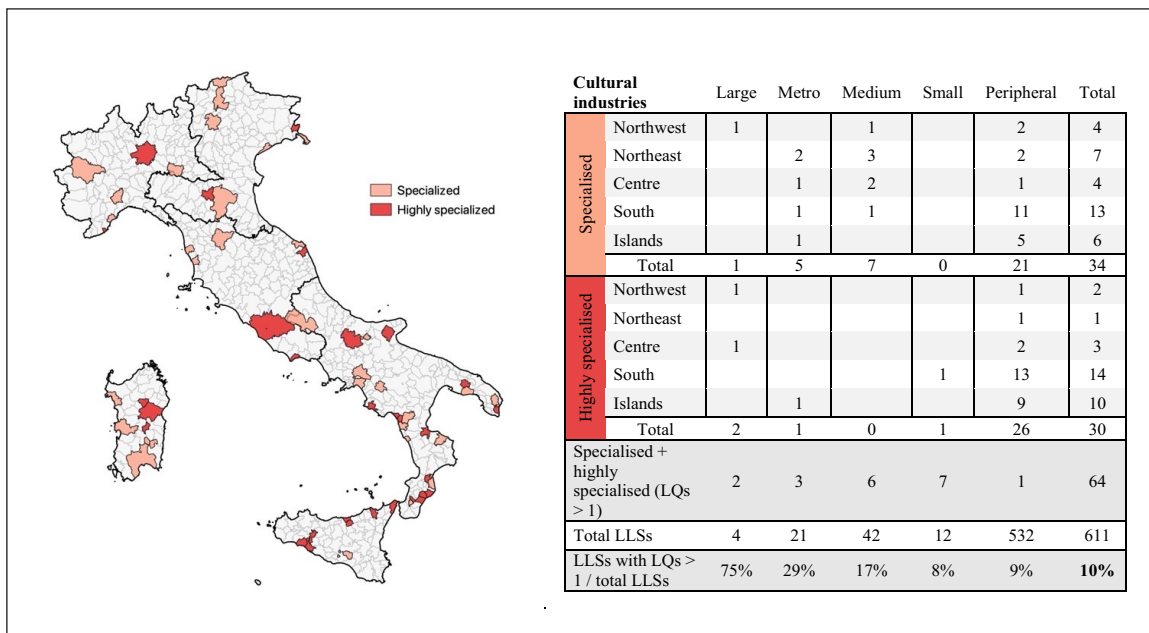 Specialized
Highly specialized
Cultural industries Large Metro Medium Small Peripheral Total
Specialised
Northwest 1 1 2 4
Northeast 2 3 2 7
Centre 1 2 1 4
South 1 1 11 13
Islands 1 5 6
Total 1 5 7 0 21 34
Highly specialised
Northwest 1 1 2
Northeast 1 1
Centre 1 2 3
South 1 13 14
Islands 1 9 10
Total 2 1 0 1 26 30
Specialised +
highly
specialised (LQs
> 1) 2 3 6 7 1 64
Total LLSs 4 21 42 12 532 611
LLSs with LQs >
1 / total LLSs 75% 29% 17% 8% 9% 10%
.